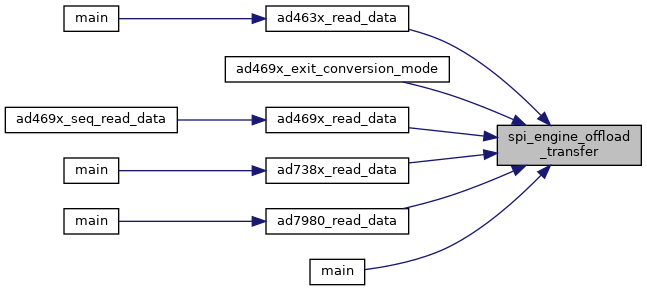 main
ad463x_read_data
ad469x_exit_conversion_mode
ad469x_seq_read_data
ad469x_read_data
spi_engine_offload
_transfer
main
ad738x_read_data
main
ad7980_read_data
main